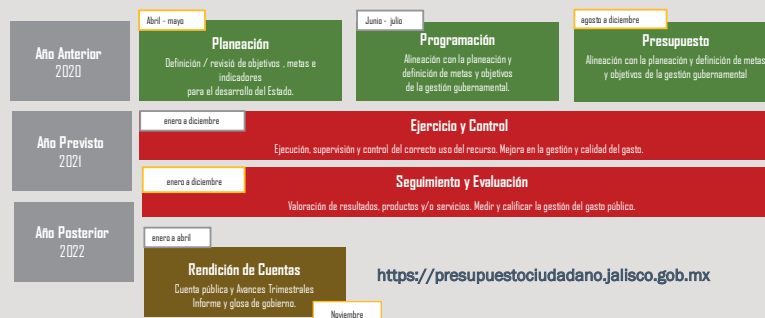 Abril - mayo
Junio - julio
agosto a diciembre
Año Anterior
2020
Planeación
Definición / revisió de objetivos , metas e
indicadores
para el desarrollo del Estado.
Programación
Alineación con la planeación y
definición de metas y objetivos
de la gestión gubernamental.
Presupuesto
Alineación con la planeación y definición de metas
y objetivos de la gestión gubernamental
Año Previsto
2021
enero a diciembre
Ejercicio y Control
Ejecución, supervisión y control del correcto uso del recurso. Mejora en la gestión y calidad del gasto.
enero a diciembre
Seguimiento y Evaluación
Valoración de resultados, productos y/o servicios. Medir y calificar la gestión del gasto público.
Año Posterior
2022
enero a abril
Rendición de Cuentas
Cuenta pública y Avances Trimestrales
Informe y glosa de gobierno.
Noviembre
https://presupuestociudadano.jalisco.gob.mx